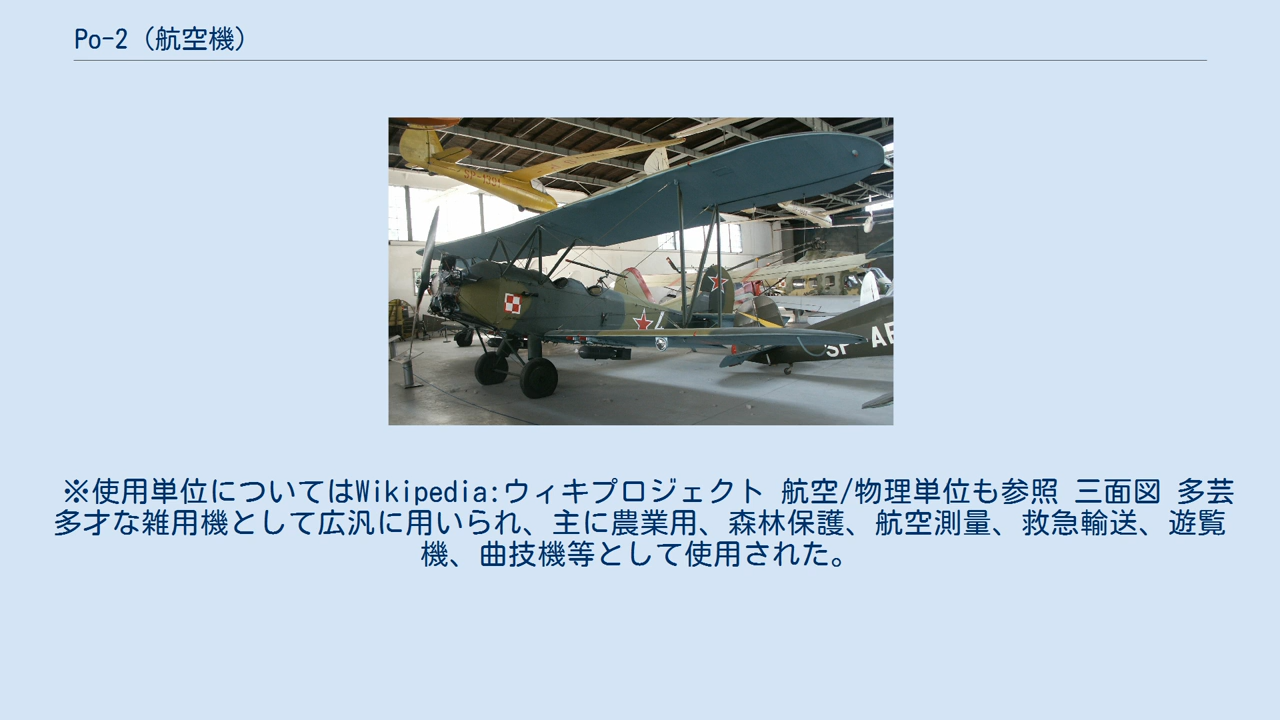 Po-2（航空機）
SP-1391
SP AF
※使用単位についてはWikipedia:ウィキプロジェクト 航空/物理単位も参照 三面図 多芸
多才な雑用機として広汎に用いられ、主に農業用、森林保護、航空測量、救急輸送、遊覧
機、曲技機等として使用された。